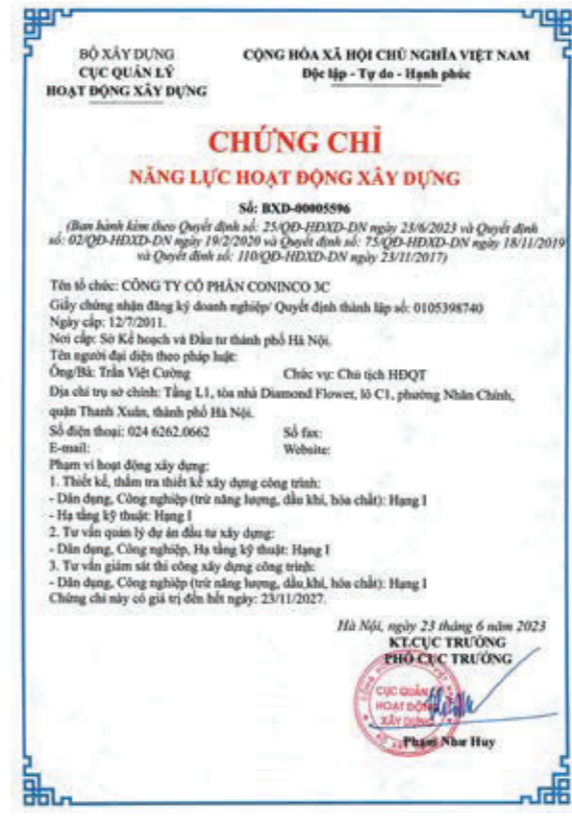 BỘ XÂY DỰNG
CỤC QUẢN LÝ
HOẠT ĐỘNG XÂY DỰNG
CỘNG HÒA XÃ HỘI CHỦ NGHĨA VIỆT NAM
Độc lập - Tự do - Hạnh phúc
CHỨNG CHỈ
NĂNG LỰC HOẠT ĐỘNG XÂY DỰNG
Số: BXD-00005596
(Ban hành kèm theo Quyết định số: 25/QĐ-HĐXD-DN ngày 23/6/2023 và Quyết định
số: 02/QĐ-HĐXD-DN ngày 19/2/2020 và Quyết định số: 75/QĐ-HĐXD-DN ngày 18/11/2019
và Quyết định số: 110/QĐ-HĐXD-DN ngày 23/11/2017)
Tên tổ chức: CÔNG TY CỔ PHẦN CONINCO 3C
Giấy chứng nhận đăng ký doanh nghiệp/ Quyết định thành lập số: 0105398740
Ngày cấp: 12/7/2011.
Nơi cấp: Sở Kế hoạch và Đầu tư thành phố Hà Nội.
Tên người đại diện theo pháp luật:
Ông/Bà: Trần Việt Cường Chức vụ: Chủ tịch HĐQT
Địa chỉ trụ sở chính: Tầng L1, tòa nhà Diamond Flower, lô C1, phường Nhân Chính,
quận Thanh Xuân, thành phố Hà Nội.
Số điện thoại: 024 6262.0662 Số fax:
E-mail: Website:
Phạm vi hoạt động xây dựng:
1. Thiết kế, thẩm tra thiết kế xây dựng công trình:
- Dân dụng, Công nghiệp (trừ năng lượng, dầu khí, hóa chất): Hạng I
- Hạ tầng kỹ thuật: Hạng I
2. Tư vấn quản lý dự án đầu tư xây dựng:
- Dân dụng, Công nghiệp, Hạ tầng kỹ thuật: Hạng I
3. Tư vấn giám sát thi công xây dựng công trình:
- Dân dụng, Công nghiệp (trừ năng lượng, dầu khí, hóa chất): Hạng I
Chứng chỉ này có giá trị đến hết ngày: 23/11/2027.
Hà Nội, ngày 23 tháng 6 năm 2023
KT.CỤC TRƯỞNG
PHÓ CỤC TRƯỞNG
CỤC QUẢN LÝ
HOẠT ĐỘNG
XÂY DỰNG
Phạm Như Huy